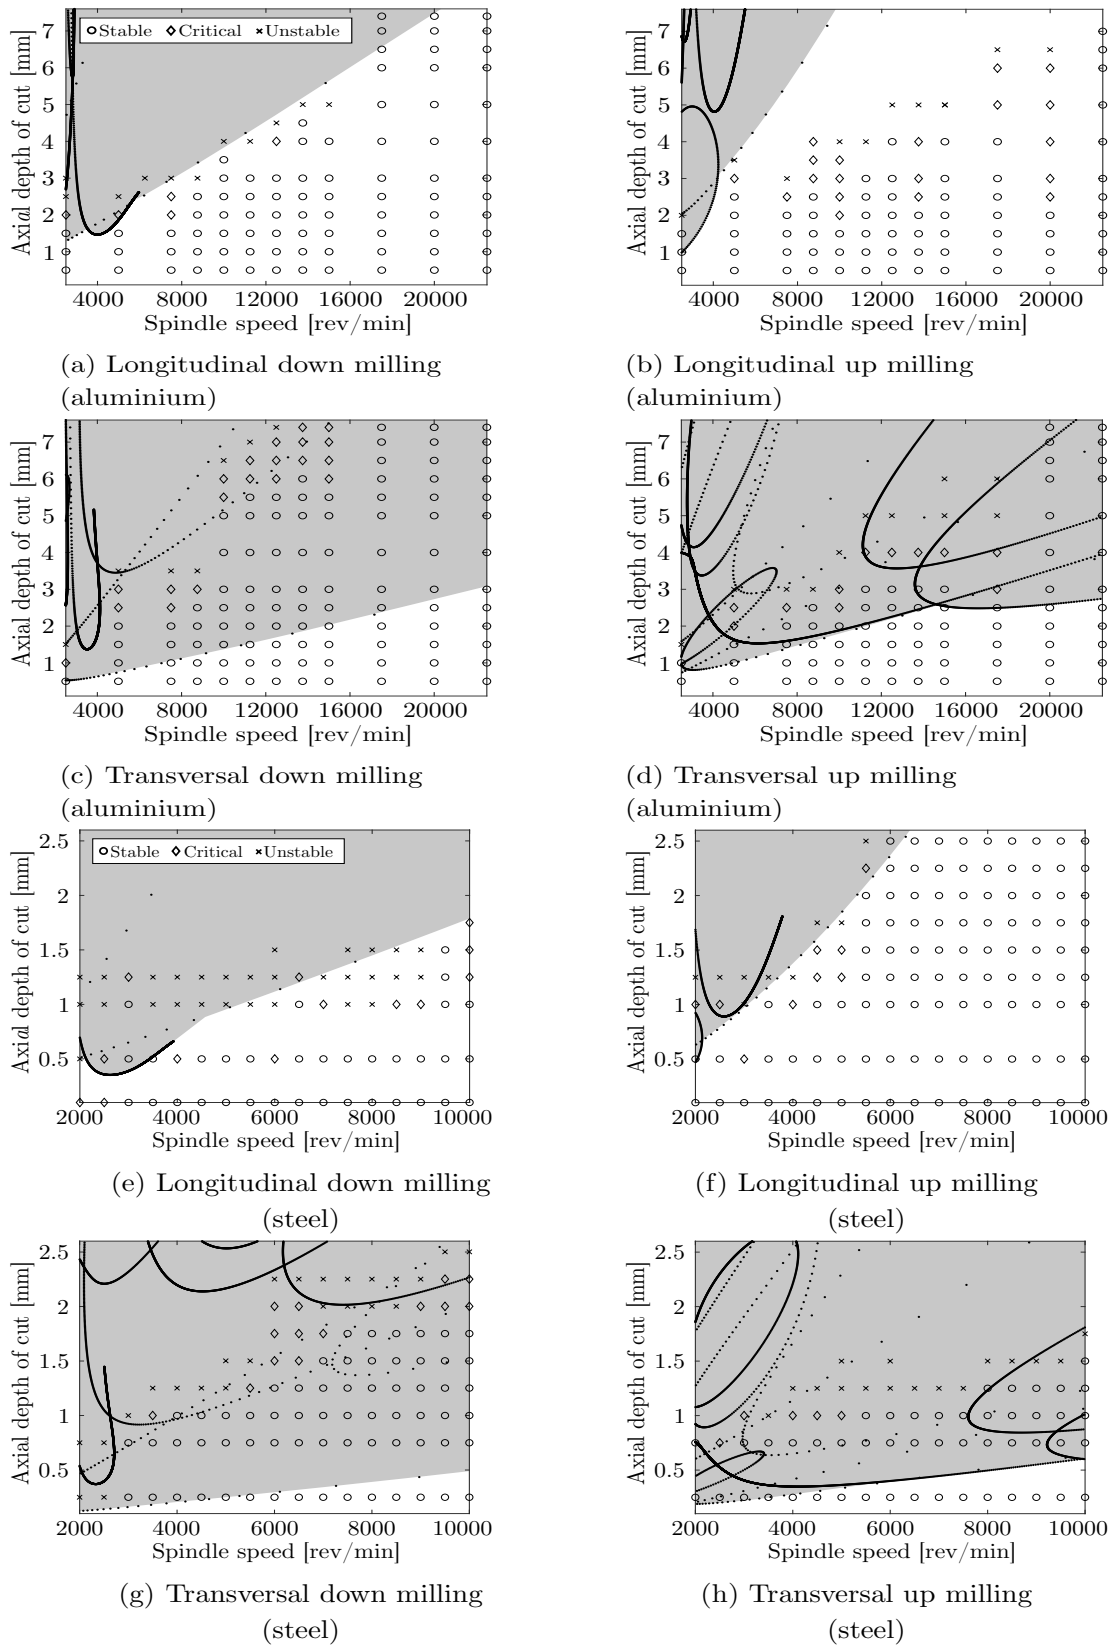 7
6
5
4
3
2
1
Axial depth of cut [mm]
Stable Critical Unstable
4000 8000 12000 16000 20000
Spindle speed [rev/min]
(a) Longitudinal down milling
(aluminium)
7
6
5
4
3
2
1
Axial depth of cut [mm]
4000 8000 12000 16000 20000
Spindle speed [rev/min]
(b) Longitudinal up milling
(aluminium)
7
6
5
4
3
2
1
Axial depth of cut [mm]
4000 8000 12000 16000 20000
Spindle speed [rev/min]
(c) Transversal down milling
(aluminium)
7
6
5
4
3
2
1
Axial depth of cut [mm]
4000 8000 12000 16000 20000
Spindle speed [rev/min]
(d) Transversal up milling
(aluminium)
2.5
2
1.5
1
0.5
Axial depth of cut [mm]
Stable Critical Unstable
2000 4000 6000 8000 10000
Spindle speed [rev/min]
(e) Longitudinal down milling
(steel)
2.5
2
1.5
1
0.5
Axial depth of cut [mm]
2000 4000 6000 8000 10000
Spindle speed [rev/min]
(f) Longitudinal up milling
(steel)
2.5
2
1.5
1
0.5
Axial depth of cut [mm]
2000 4000 6000 8000 10000
Spindle speed [rev/min]
(g) Transversal down milling
(steel)
2.5
2
1.5
1
0.5
Axial depth of cut [mm]
2000 4000 6000 8000 10000
Spindle speed [rev/min]
(h) Transversal up milling
(steel)